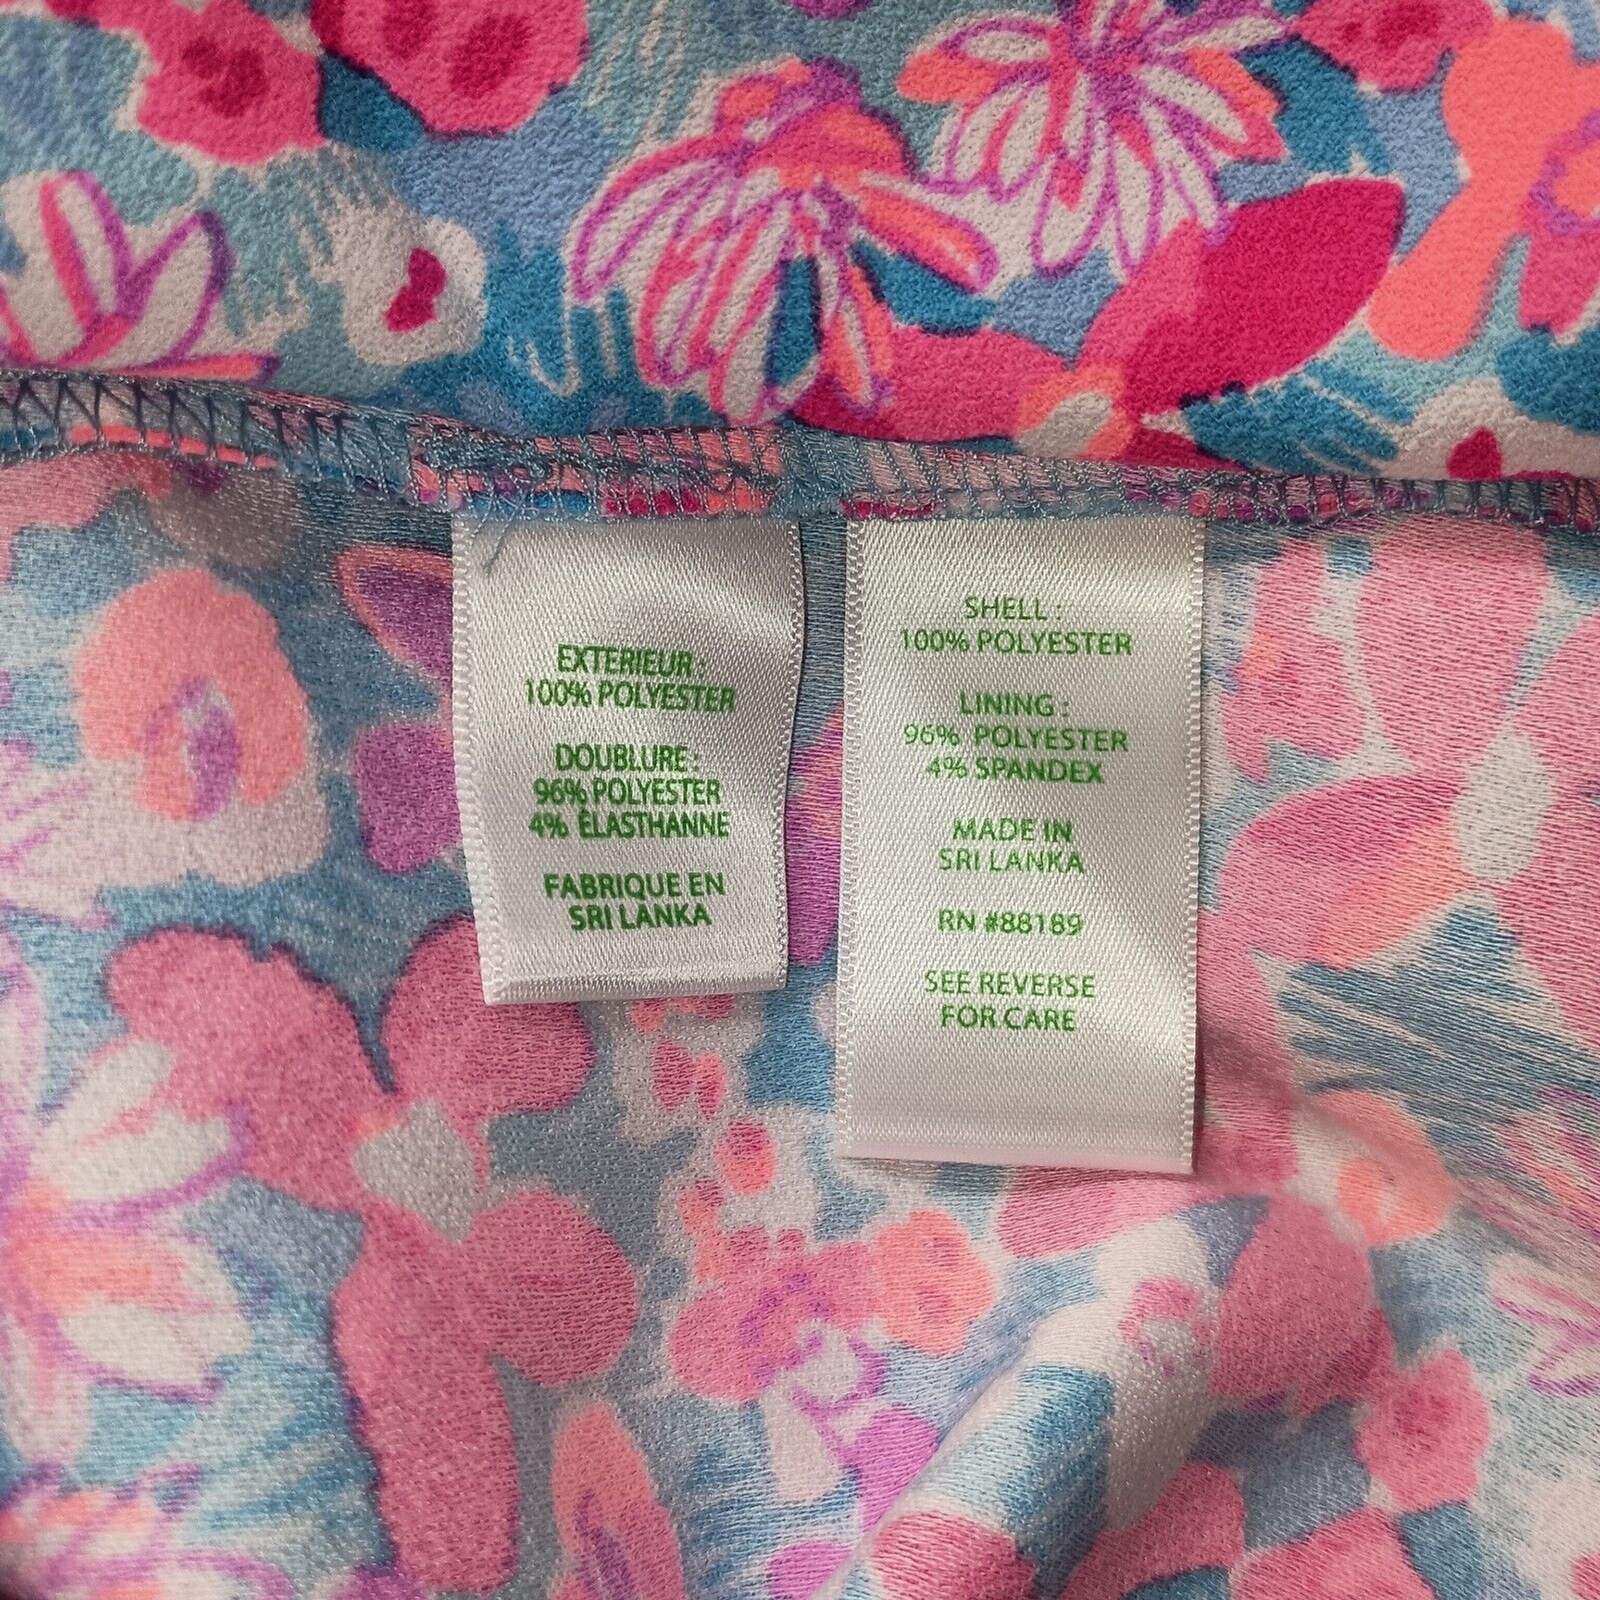 EXTERIEUR :
100% POLYESTER
DOUBLURE :
96% POLYESTER
4% ÉLASTHANNE
FABRIQUE EN
SRI LANKA
SHELL :
100% POLYESTER
LINING :
96% POLYESTER
4% SPANDEX
MADE IN
SRI LANKA
RN #88189
SEE REVERSE
FOR CARE